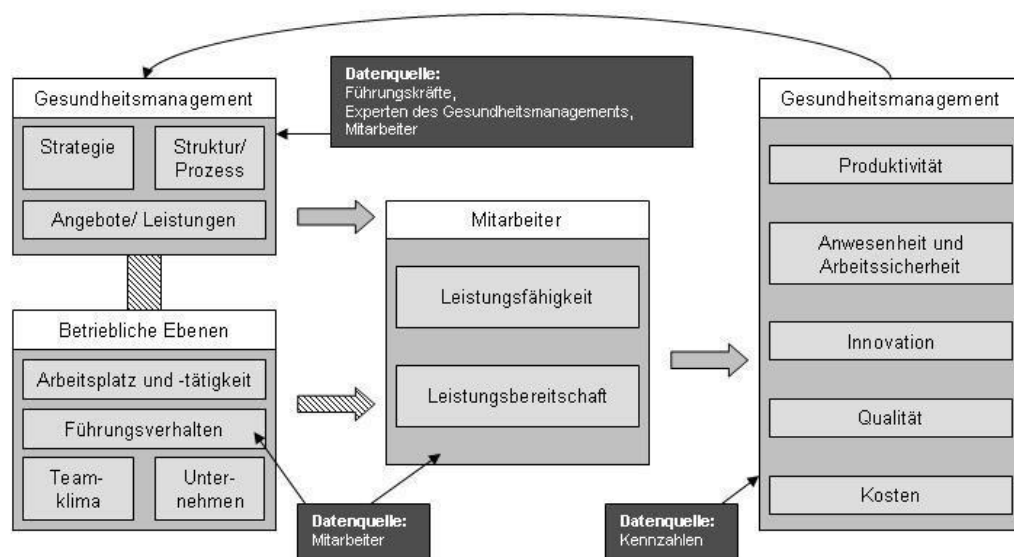 Gesundheitsmanagement
Strategie
Struktur/
Prozess
Angebote/ Leistungen
Betriebliche Ebenen
Arbeitsplatz und -tätigkeit
Führungsverhalten
Team-
klima
Unter-
nehmen
Datenquelle:
Führungskräfte,
Experten des Gesundheitsmanagements,
Mitarbeiter
Mitarbeiter
Leistungsfähigkeit
Leistungsbereitschaft
Datenquelle:
Mitarbeiter
Gesundheitsmanagement
Produktivität
Anwesenheit und
Arbeitssicherheit
Innovation
Qualität
Kosten
Datenquelle:
Kennzahlen